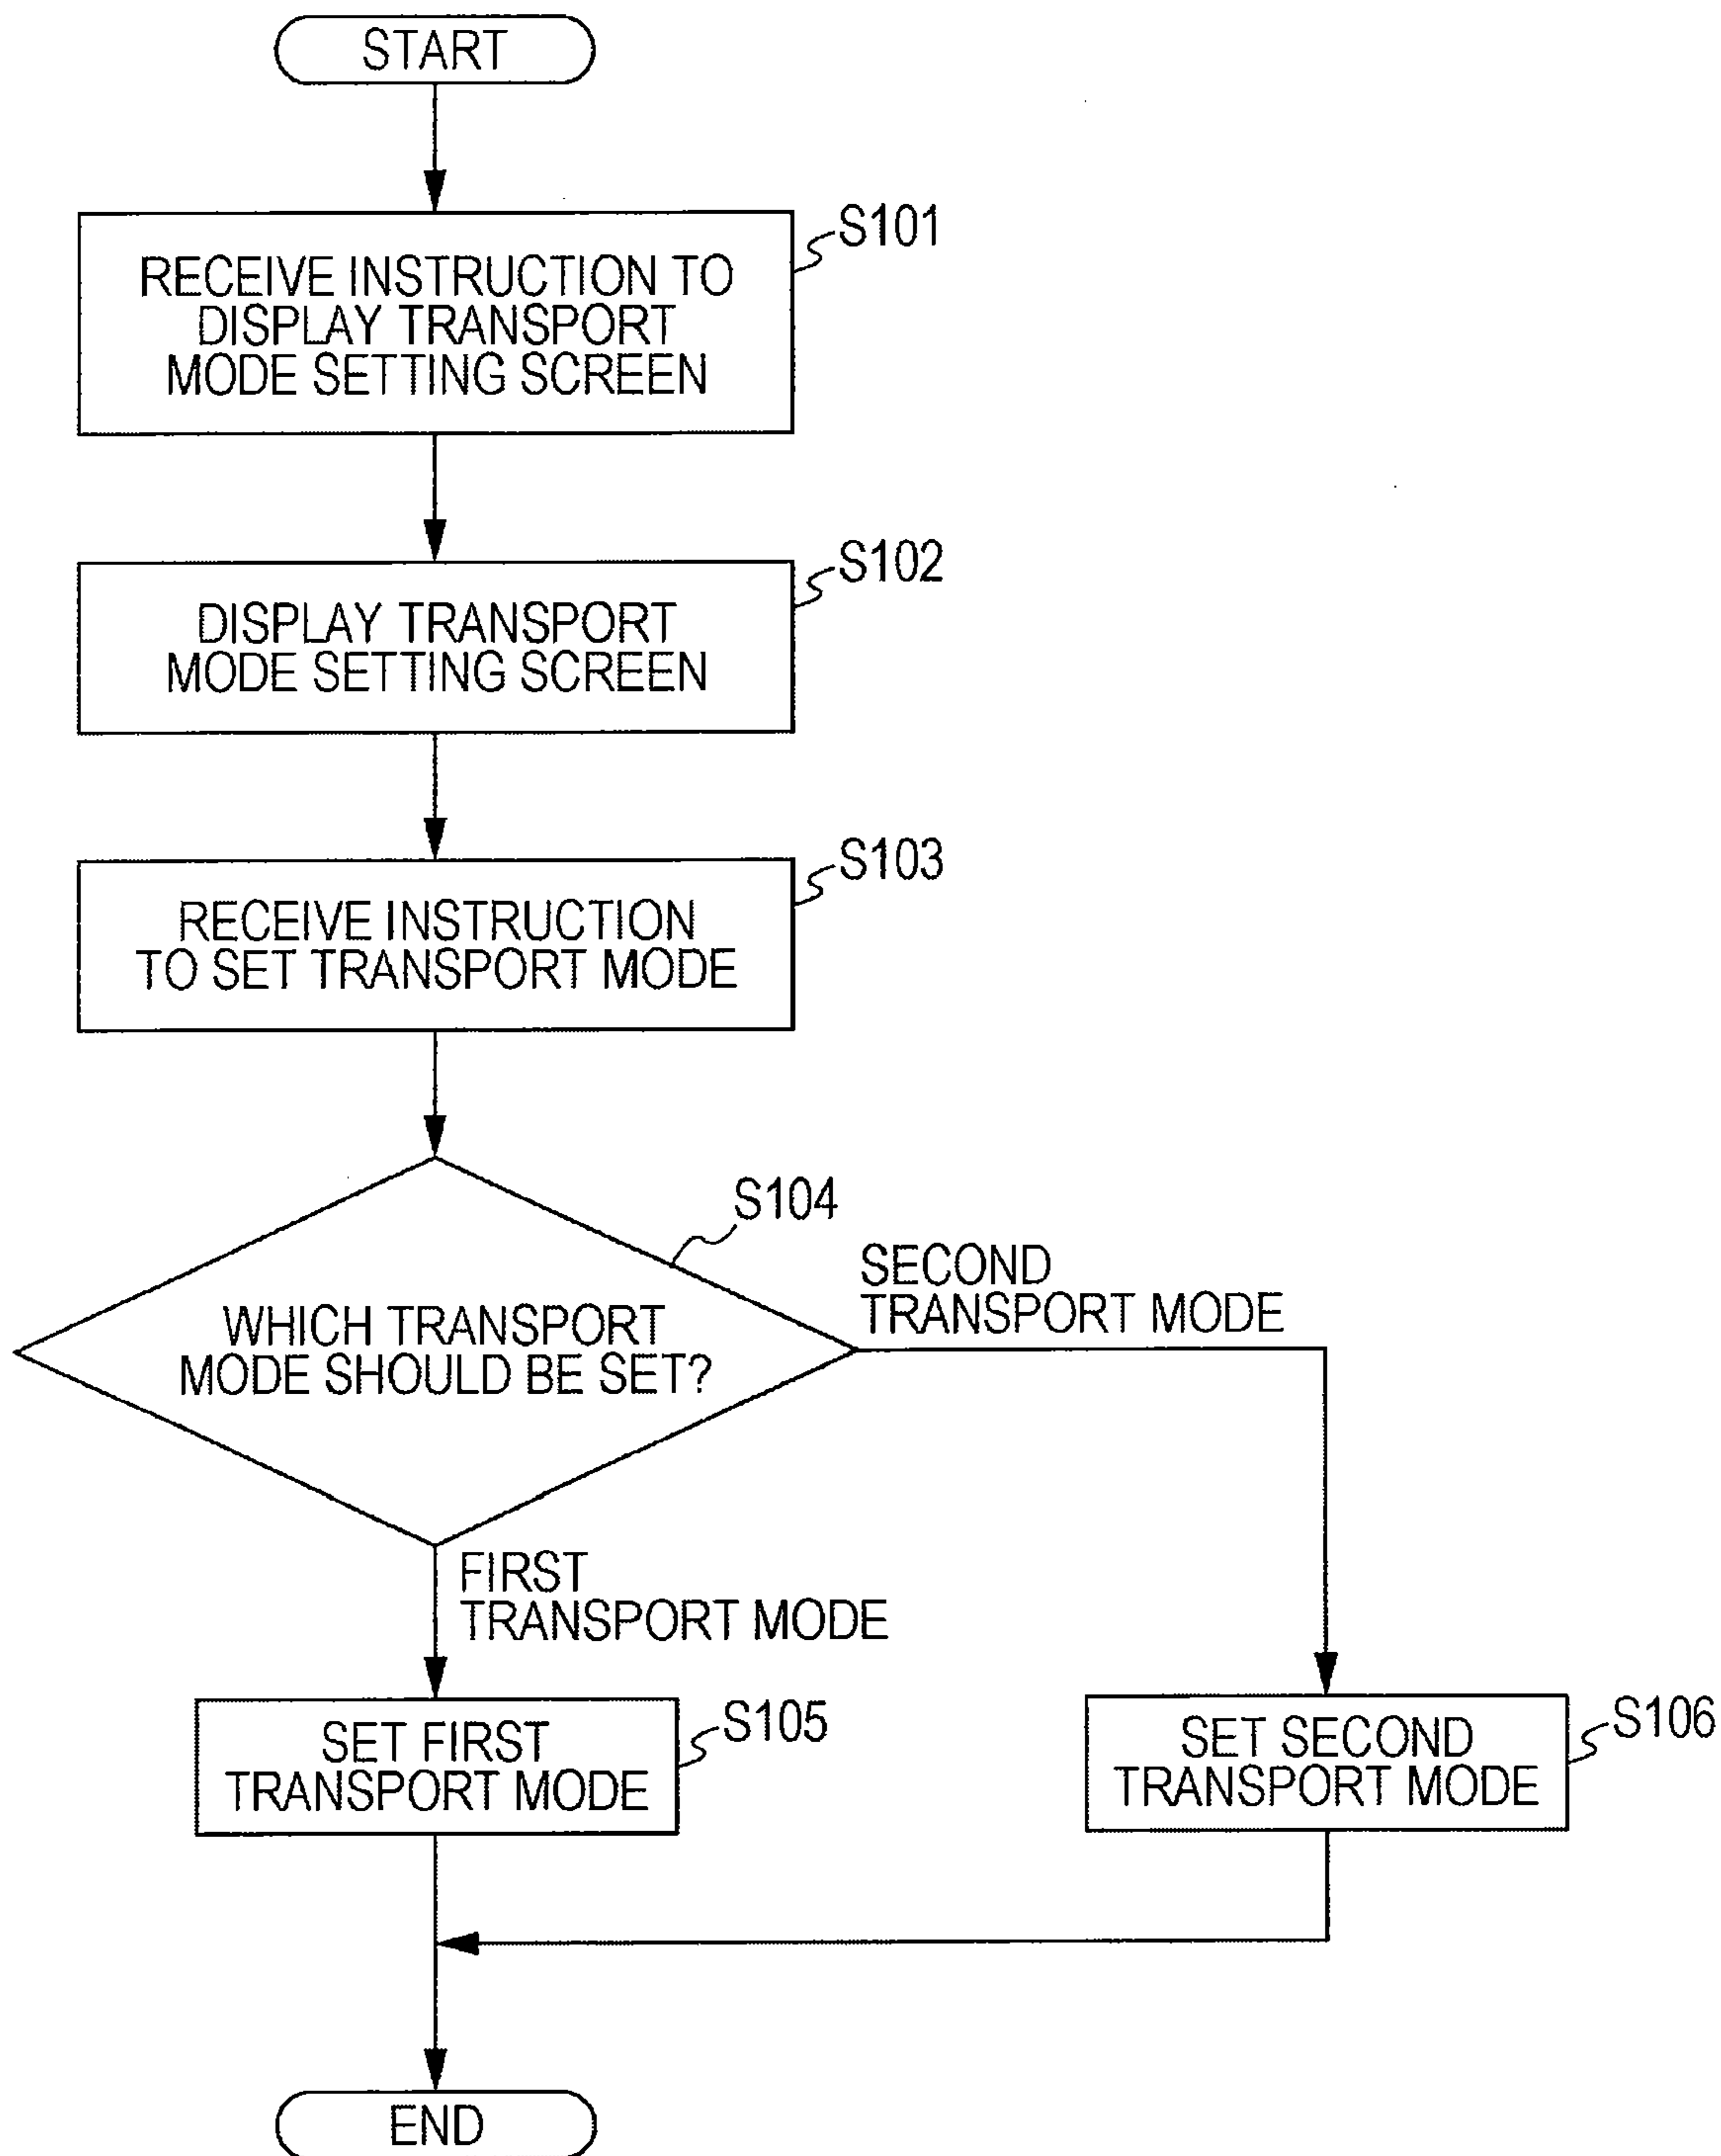 START
S101
RECEIVE INSTRUCTION TO
DISPLAY TRANSPORT
MODE SETTING SCREEN
S102
DISPLAY TRANSPORT
MODE SETTING SCREEN
S103
RECEIVE INSTRUCTION
TO SET TRANSPORT MODE
S104
WHICH TRANSPORT
MODE SHOULD BE SET?
SECOND
TRANSPORT MODE
FIRST
TRANSPORT MODE
S105
SET FIRST
TRANSPORT MODE
S106
SET SECOND
TRANSPORT MODE
END